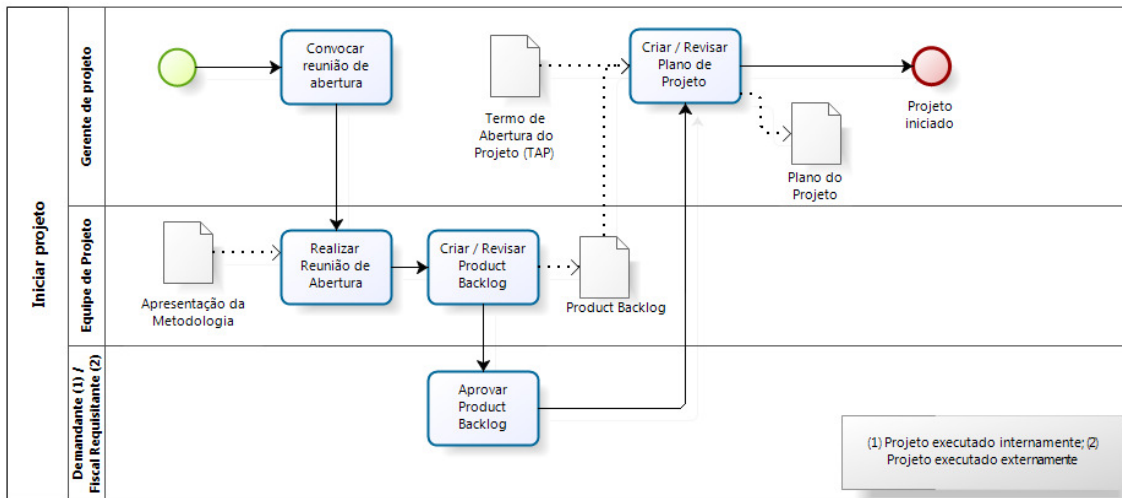 Iniciar projeto
Gerente de projeto
Convocar
reunião de
abertura
Termo de
Abertura do
Projeto (TAP)
Criar / Revisar
Plano de
Projeto
Plano do
Projeto
Projeto
iniciado
Equipe de Projeto
Apresentação da
Metodologia
Realizar
Reunião de
Abertura
Criar / Revisar
Product
Backlog
Product Backlog
Demandante (1) /
Fiscal Requisitante (2)
Aprovar
Product
Backlog
(1) Projeto executado internamente; (2)
Projeto executado externamente